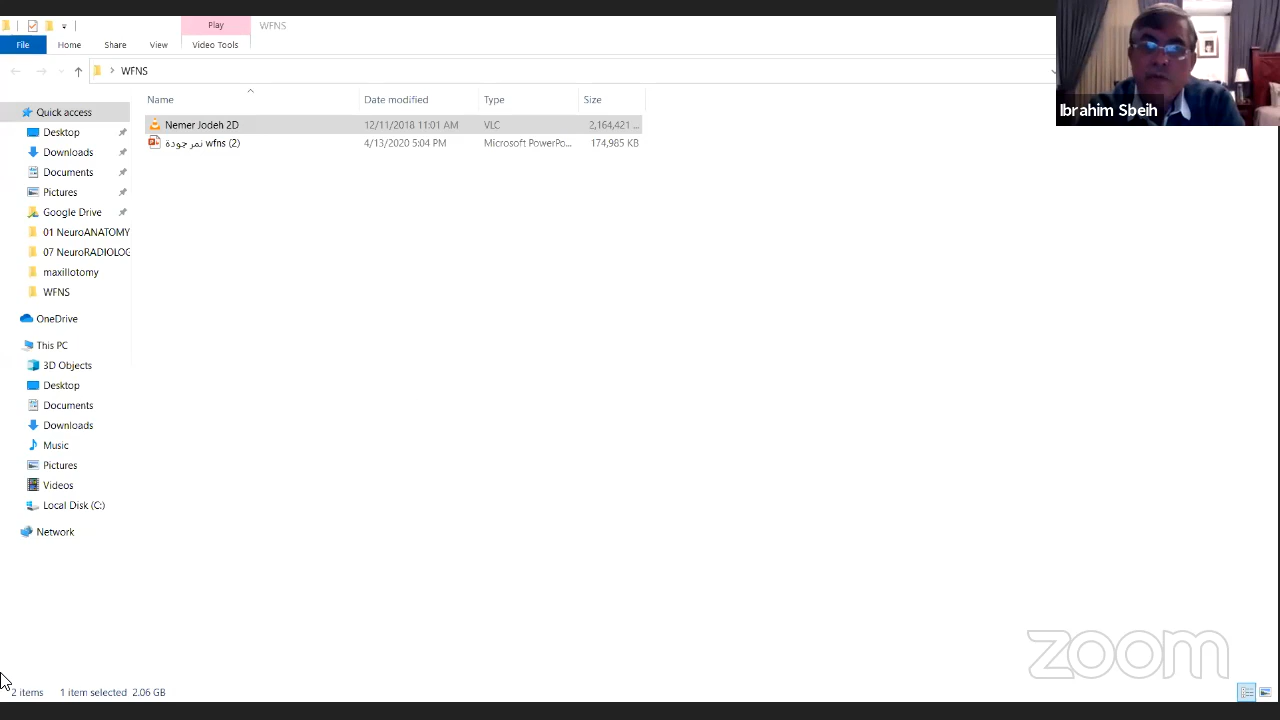 Play
WFNS
File
Home
Share
View
Video Tools
WFNS
Ibrahim Sbeih
Name
Date modified
Type
Size
Quick access
Nemer Jodeh 2D
12/11/2018 11:01 AM
VLC
2,164,421 ...
نمر جودة wfns (2)
4/13/2020 5:04 PM
Microsoft PowerPo...
174,985 KB
Desktop
Downloads
Documents
Pictures
Google Drive
01 NeuroANATOMY
07 NeuroRADIOLOG
maxillotomy
WFNS
OneDrive
This PC
3D Objects
Desktop
Documents
Downloads
Music
Pictures
Videos
Local Disk (C:)
Network
zoom
2 items
1 item selected 2.06 GB